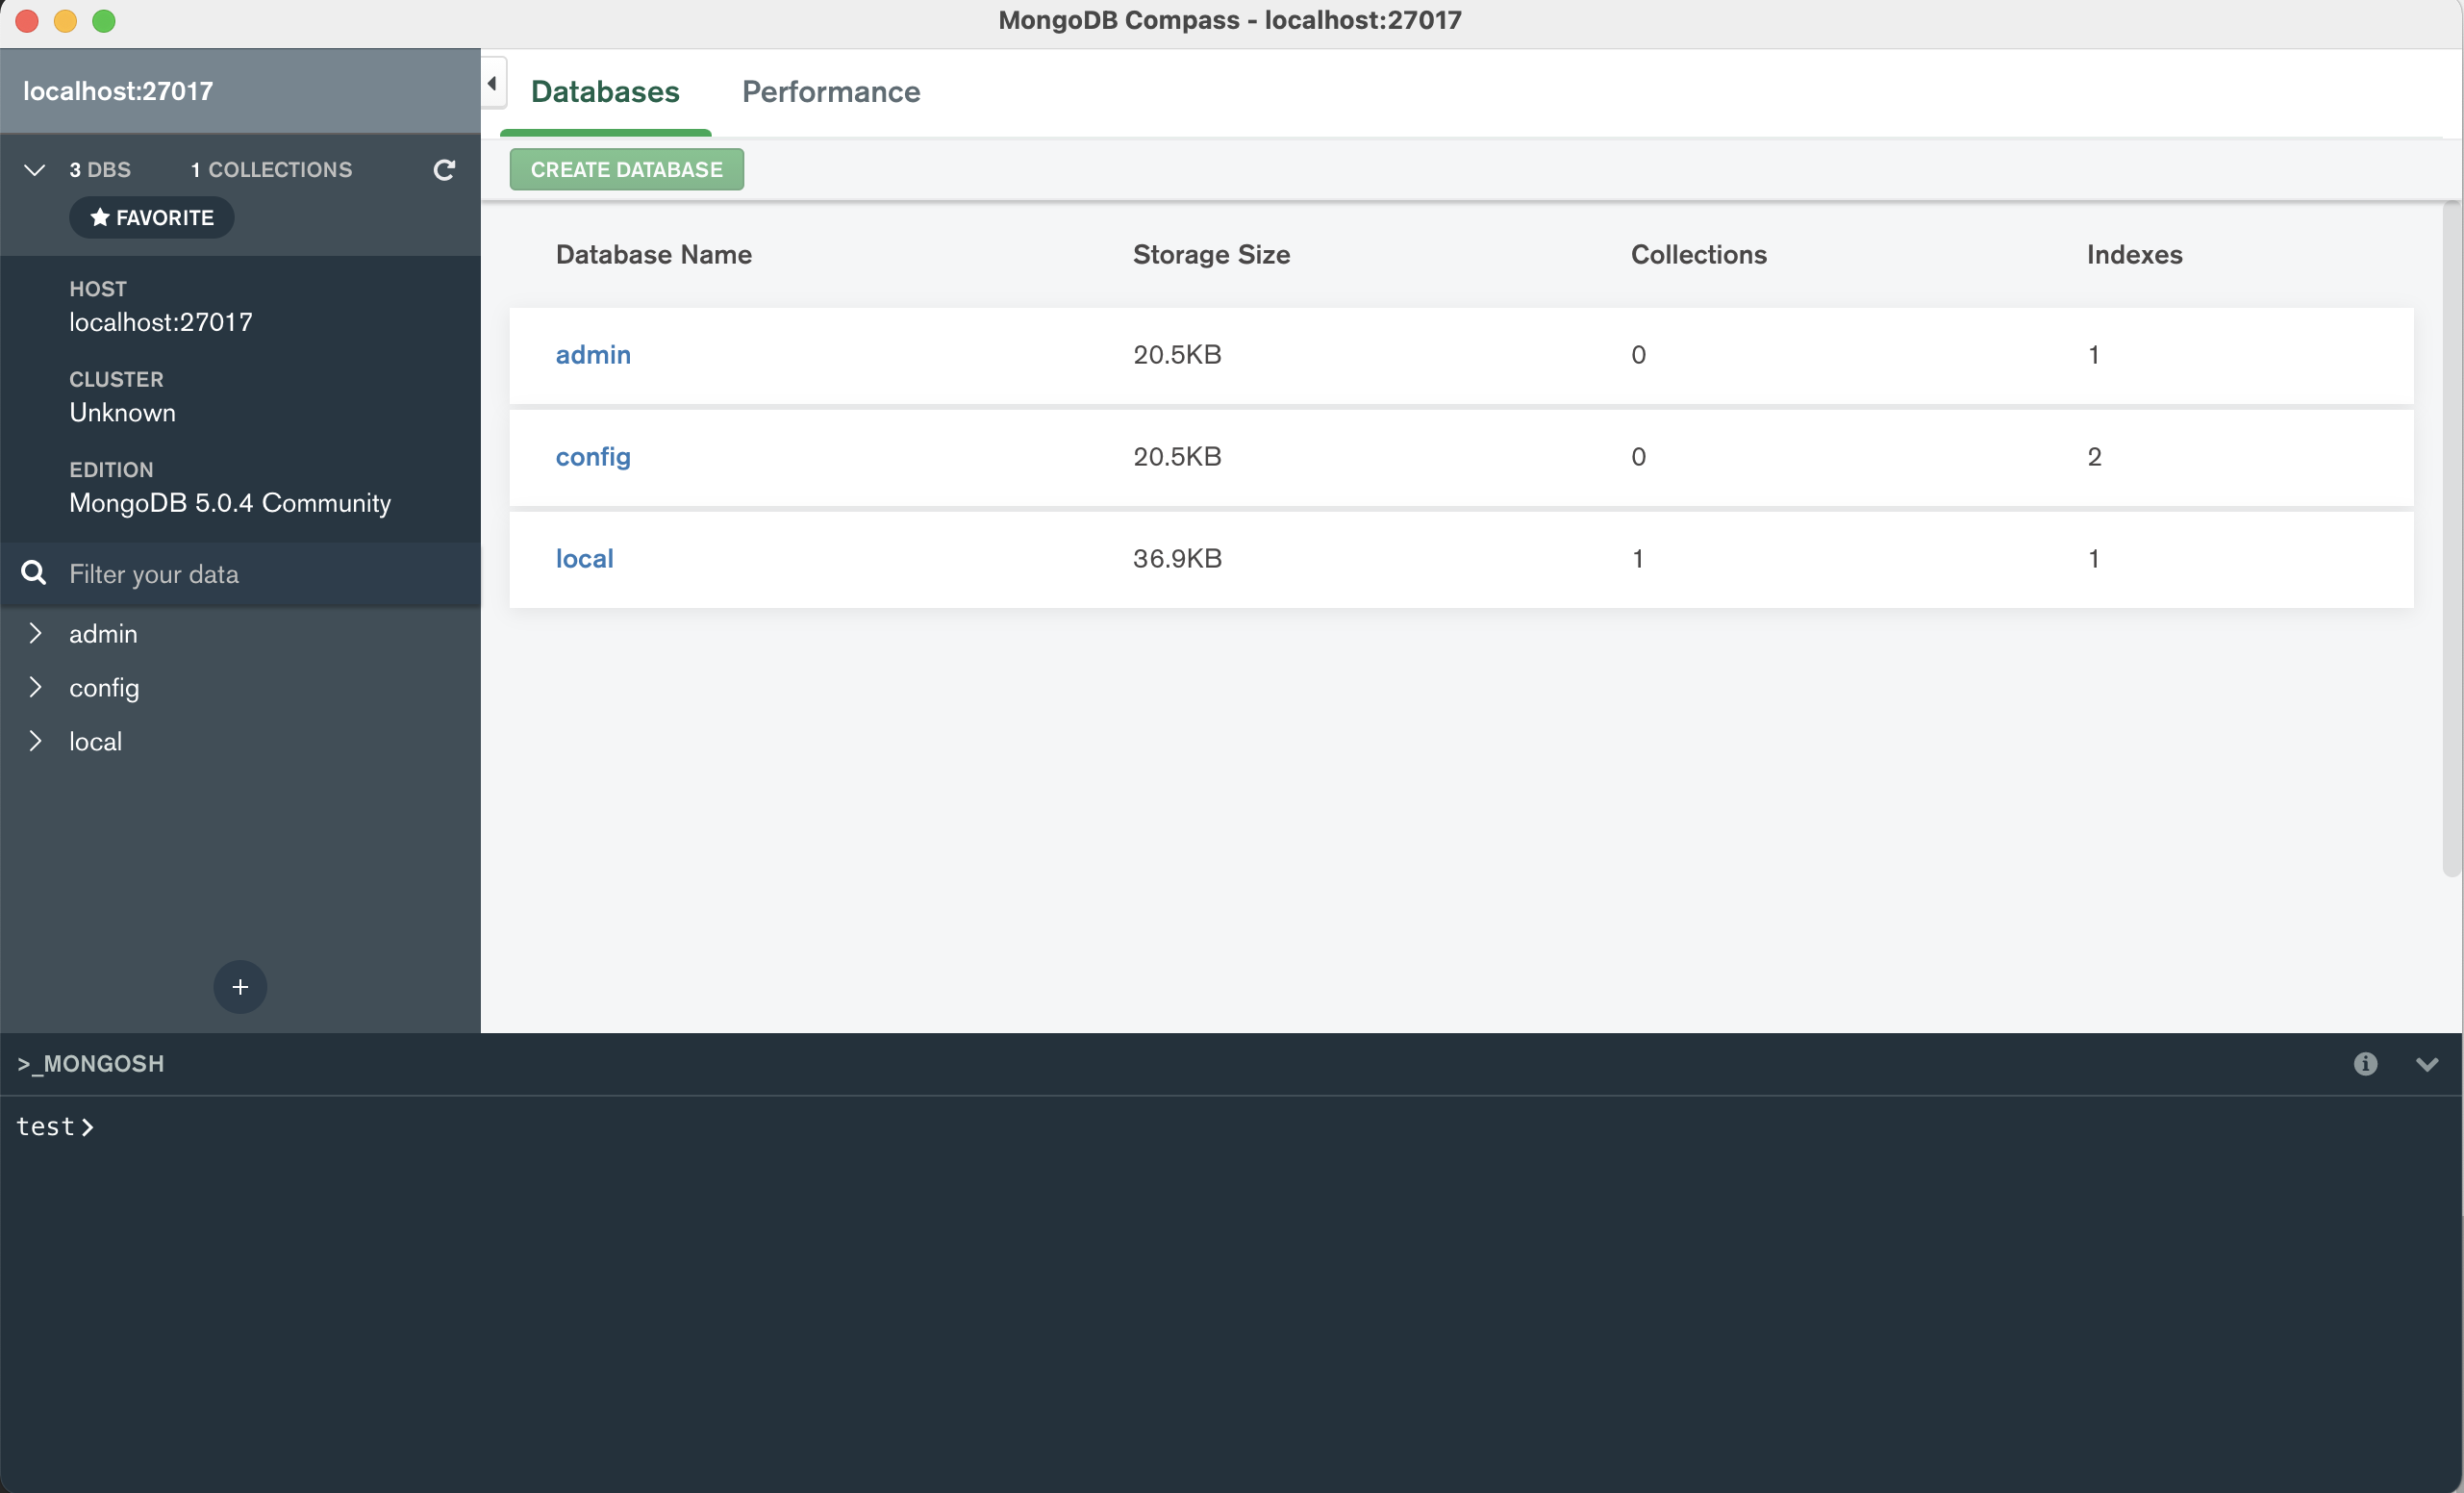 MongoDB Compass - localhost:27017
localhost:27017
Databases Performance
3 DBS 1 COLLECTIONS
FAVORITE
CREATE DATABASE
HOST
localhost:27017
CLUSTER
Unknown
EDITION
MongoDB 5.0.4 Community
Filter your data
admin
config
local
+
Database Name Storage Size Collections Indexes
admin 20.5KB 0 1
config 20.5KB 0 2
local 36.9KB 1 1
>_MONGOSH
test>